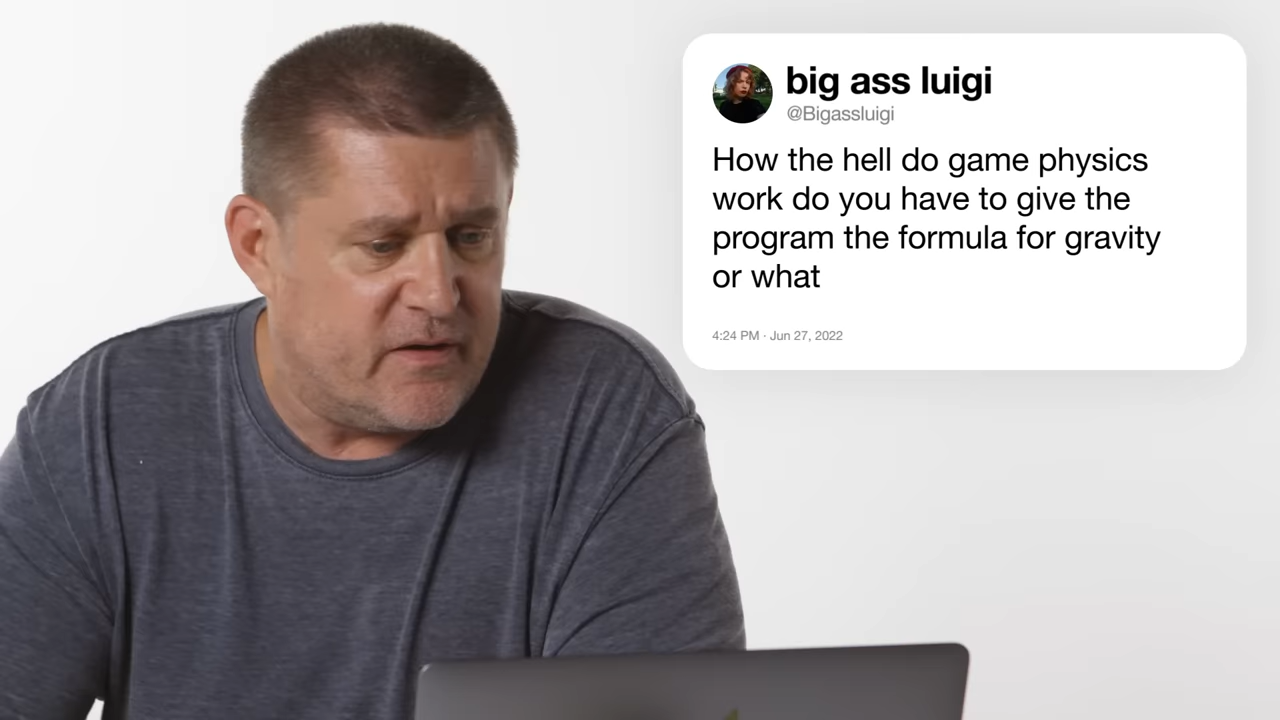 big ass luigi
@Bigassluigi
How the hell do game physics
work do you have to give the
program the formula for gravity
or what
4:24 PM · Jun 27, 2022